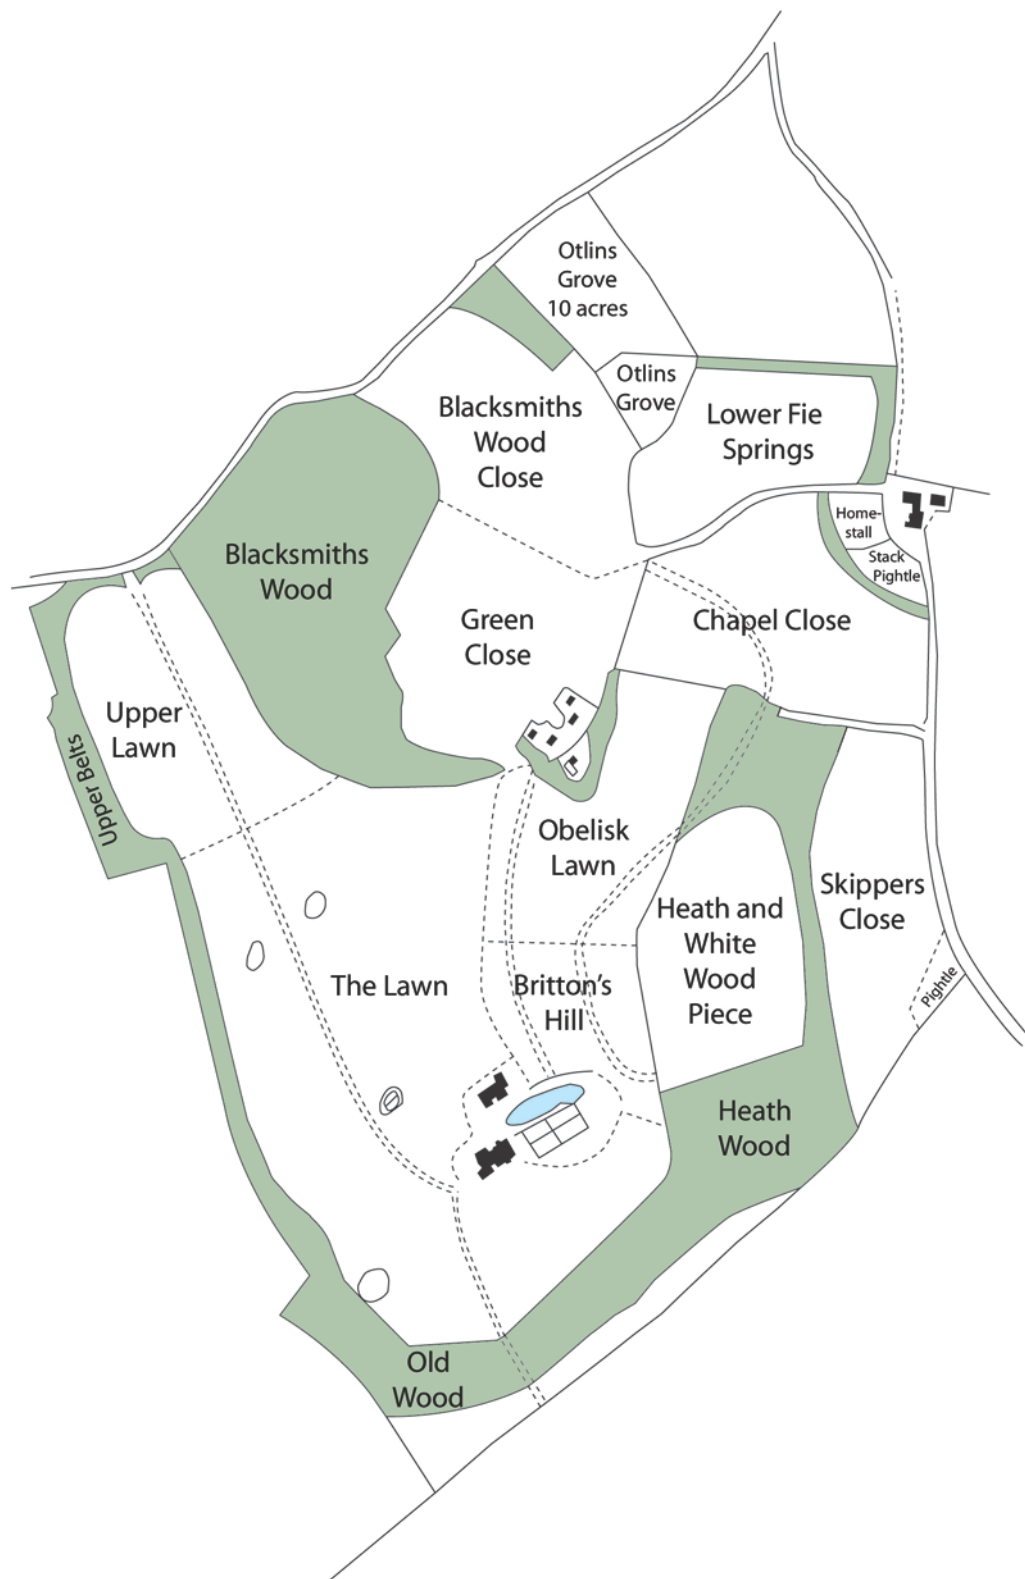 Otlins
Grove
10 acres
Otlins
Grove
Blacksmiths
Wood
Close
Lower Fie
Springs
Home-
stall
Stack
Pightle
Blacksmiths
Wood
Green
Close
Chapel Close
Upper
Lawn
Upper Belts
Obelisk
Lawn
Skippers
Close
Heath and
White
Wood
Piece
The Lawn
Britton's
Hill
Pightle
Heath
Wood
Old
Wood